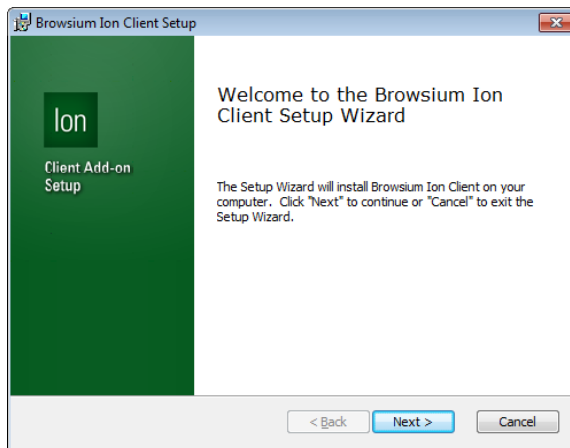 Browsium Ion Client Setup
Ion
Client Add-on
Setup
Welcome to the Browsium Ion
Client Setup Wizard
The Setup Wizard will install Browsium Ion Client on your
computer. Click "Next" to continue or "Cancel" to exit the
Setup Wizard.
< Back
Next >
Cancel